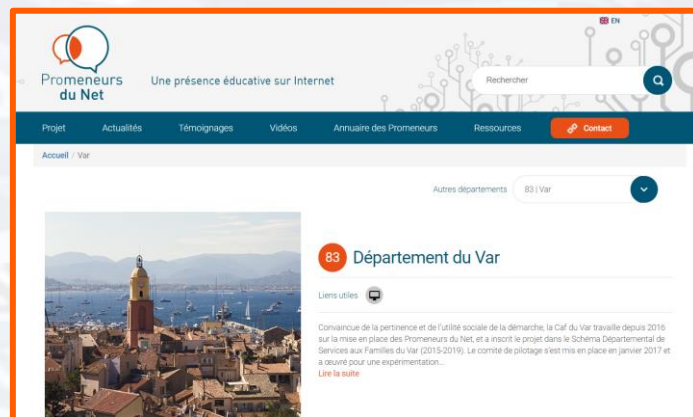 EN
Promeneurs
du Net
Une présence éducative sur Internet
Rechercher
Projet Actualités Témoignages Vidéos Annuaire des Promeneurs Ressources Contact
Accueil / Var
Autres départements 83 | Var
83 Département du Var
Liens utiles
Convaincue de la pertinence et de l'utilité sociale de la démarche, la Caf du Var travaille depuis 2016
sur la mise en place des Promeneurs du Net, et a inscrit le projet dans le Schéma Départemental de
Services aux Familles du Var (2015-2019). Le comité de pilotage s'est mis en place en janvier 2017 et
a œuvré pour une expérimentation...
Lire la suite